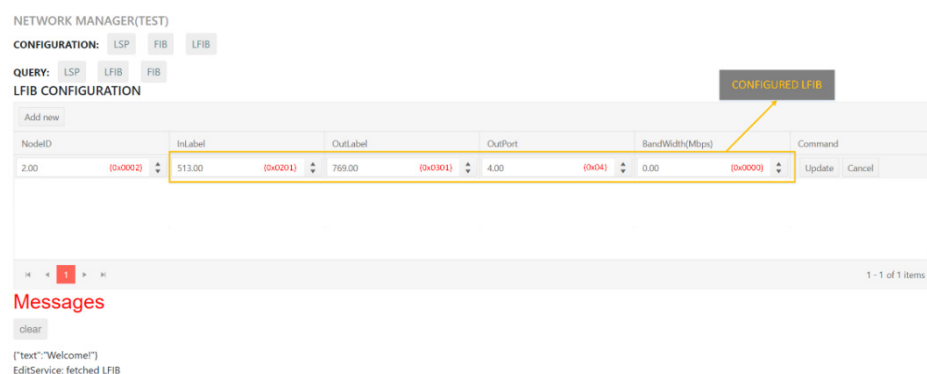 NETWORK MANAGER(TEST)
CONFIGURATION: LSP FIB LFIB
QUERY: LSP LFIB FIB
LFIB CONFIGURATION
CONFIGURED LFIB
Add new
NodeID InLabel OutLabel OutPort BandWidth(Mbps) Command
2.00 (0x0002) 513.00 (0x0201) 769.00 (0x0301) 4.00 (0x04) 0.00 (0x0000) Update Cancel
1 1 - 1 of 1 items
Messages
clear
{"text":"Welcome!"}
EditService: fetched LFIB